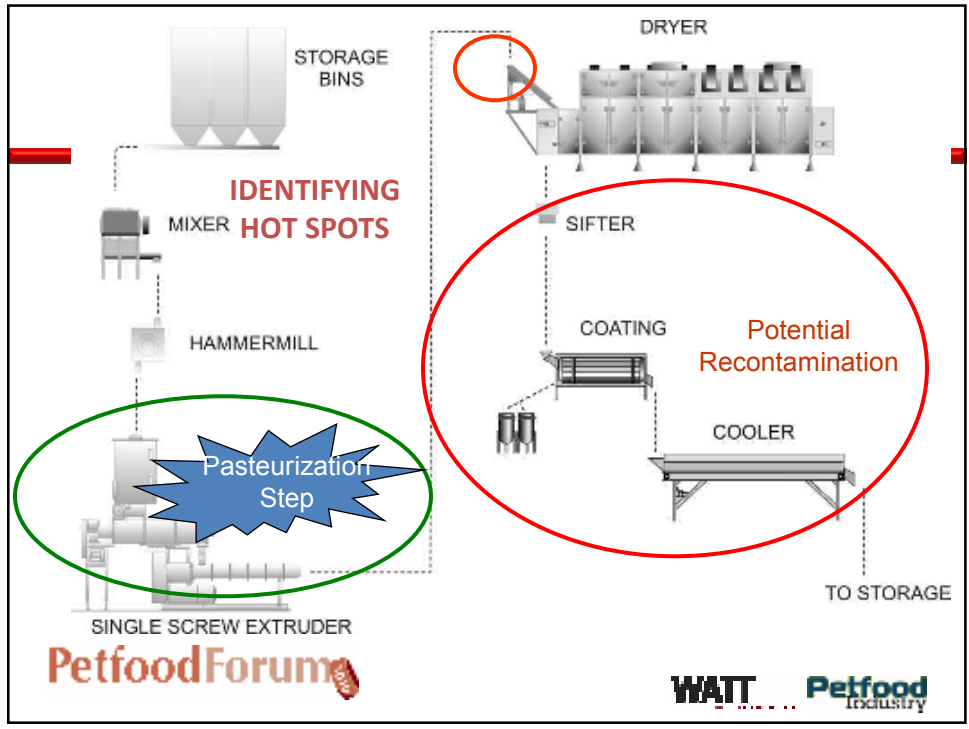 DRYER
STORAGE
BINS
IDENTIFYING
HOT SPOTS
MIXER
SIFTER
HAMMERMILL
COATING
Potential
Recontamination
Pasteurization
Step
COOLER
TO STORAGE
SINGLE SCREW EXTRUDER
PetfoodForum
WATT
Petfood
Industry